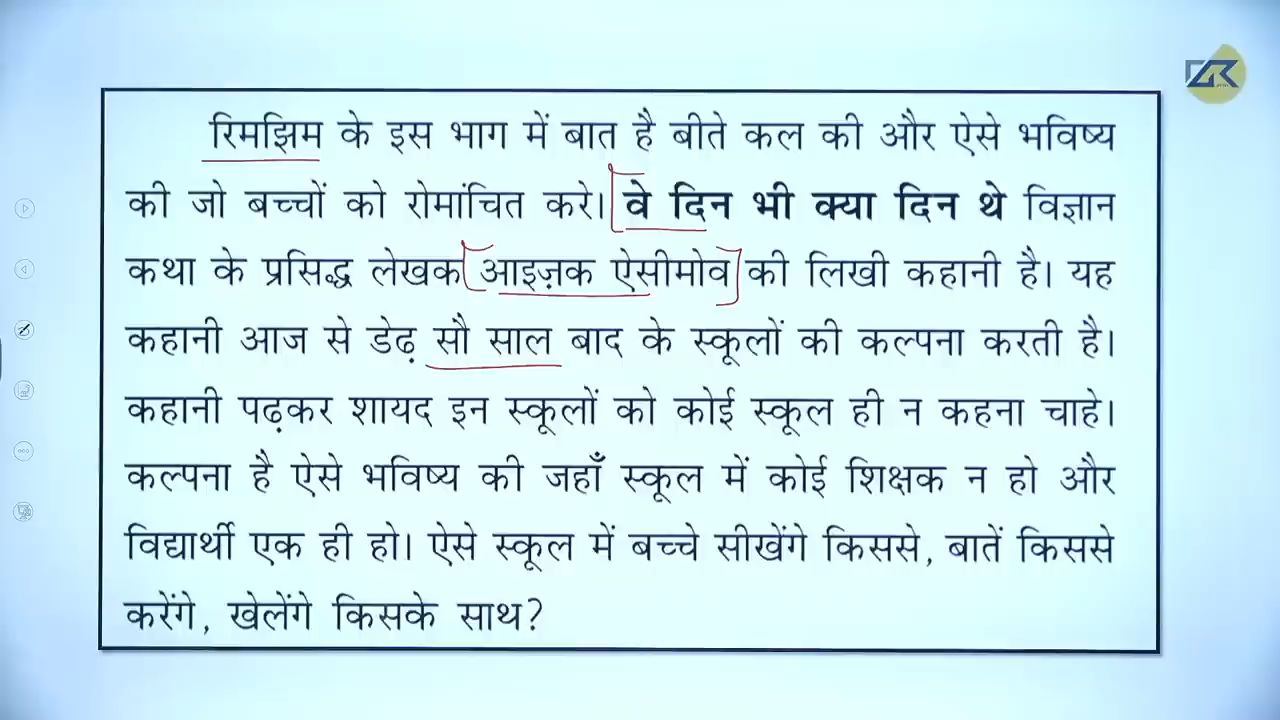 रिमझिम के इस भाग में बात है बीते कल की और ऐसे भविष्य
की जो बच्चों को रोमांचित करे। वे दिन भी क्या दिन थे विज्ञान
कथा के प्रसिद्ध लेखक आइज़क ऐसीमोव की लिखी कहानी है। यह
कहानी आज से डेढ़ सौ साल बाद के स्कूलों की कल्पना करती है।
कहानी पढ़कर शायद इन स्कूलों को कोई स्कूल ही न कहना चाहे।
कल्पना है ऐसे भविष्य की जहाँ स्कूल में कोई शिक्षक न हो और
विद्यार्थी एक ही हो। ऐसे स्कूल में बच्चे सीखेंगे किससे, बातें किससे
करेंगे, खेलेंगे किसके साथ?